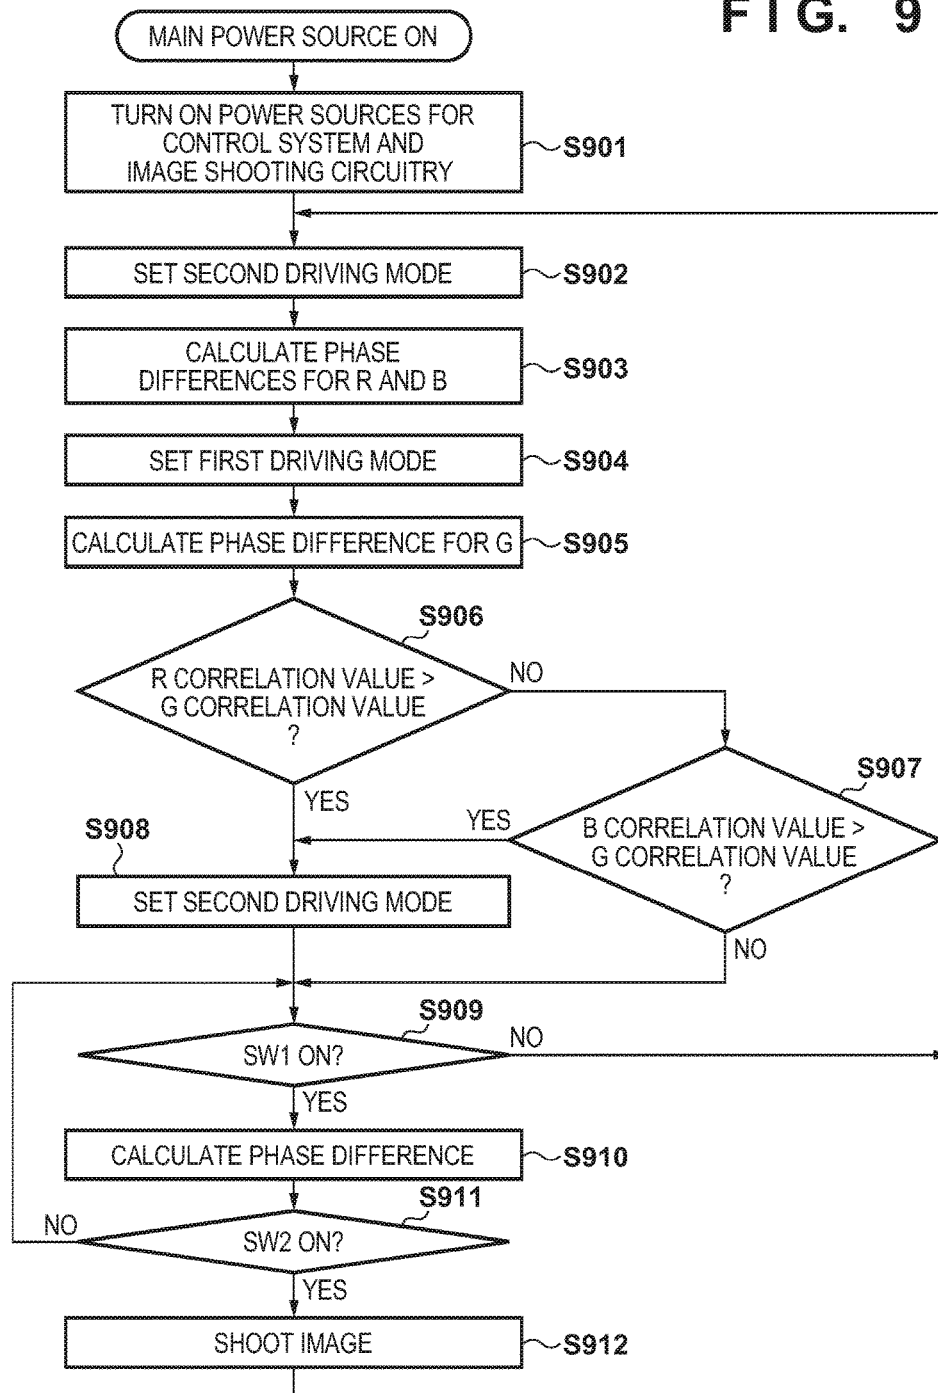 FIG. 9
MAIN POWER SOURCE ON
TURN ON POWER SOURCES FOR
CONTROL SYSTEM AND
IMAGE SHOOTING CIRCUITRY
S901
SET SECOND DRIVING MODE
S902
CALCULATE PHASE
DIFFERENCES FOR R AND B
S903
SET FIRST DRIVING MODE
S904
CALCULATE PHASE DIFFERENCE FOR G
S905
S906
R CORRELATION VALUE >
G CORRELATION VALUE
?
NO
YES
S907
B CORRELATION VALUE >
G CORRELATION VALUE
?
YES
NO
S908
SET SECOND DRIVING MODE
S909
SW1 ON?
NO
YES
CALCULATE PHASE DIFFERENCE
S910
S911
SW2 ON?
NO
YES
SHOOT IMAGE
S912